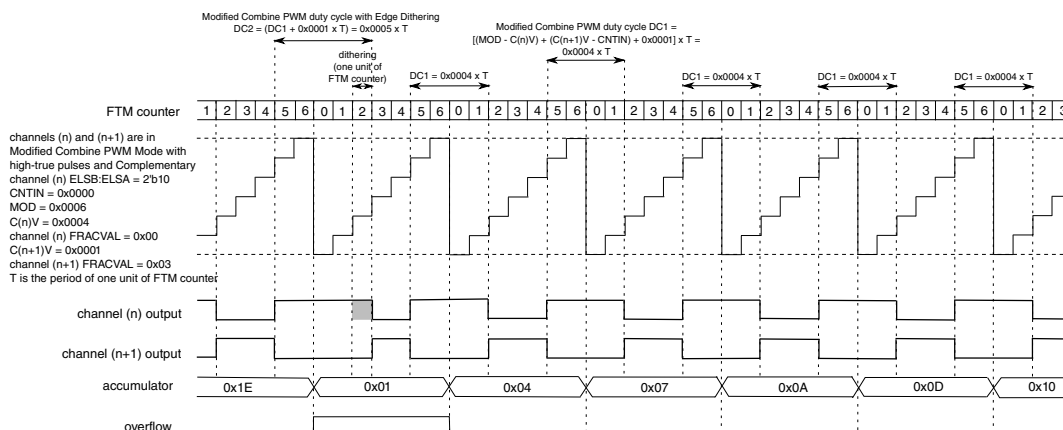 Modified Combine PWM duty cycle with Edge Dithering
DC2 = (DC1 + 0x0001 x T) = 0x0005 x T
Modified Combine PWM duty cycle DC1 =
[(MOD - C(n)V) + (C(n+1)V - CNTIN) + 0x0001] x T =
0x0004 x T
dithering
(one unit of
FTM counter)
DC1 = 0x0004 x T
DC1 = 0x0004 x T
DC1 = 0x0004 x T
DC1 = 0x0004 x T
FTM counter
1 2 3 4 5 6 0 1 2 3 4 5 6 0 1 2 3 4 5 6 0 1 2 3 4 5 6 0 1 2 3 4 5 6 0 1 2 3 4 5 6 0 1 2 3
channels (n) and (n+1) are in
Modified Combine PWM Mode with
high-true pulses and Complementary
channel (n) ELSB:ELSA = 2'b10
CNTIN = 0x0000
MOD = 0x0006
C(n)V = 0x0004
channel (n) FRACVAL = 0x00
C(n+1)V = 0x0001
channel (n+1) FRACVAL = 0x03
T is the period of one unit of FTM counter
channel (n) output
channel (n+1) output
accumulator 0x1E 0x01 0x04 0x07 0x0A 0x0D 0x10
overflow